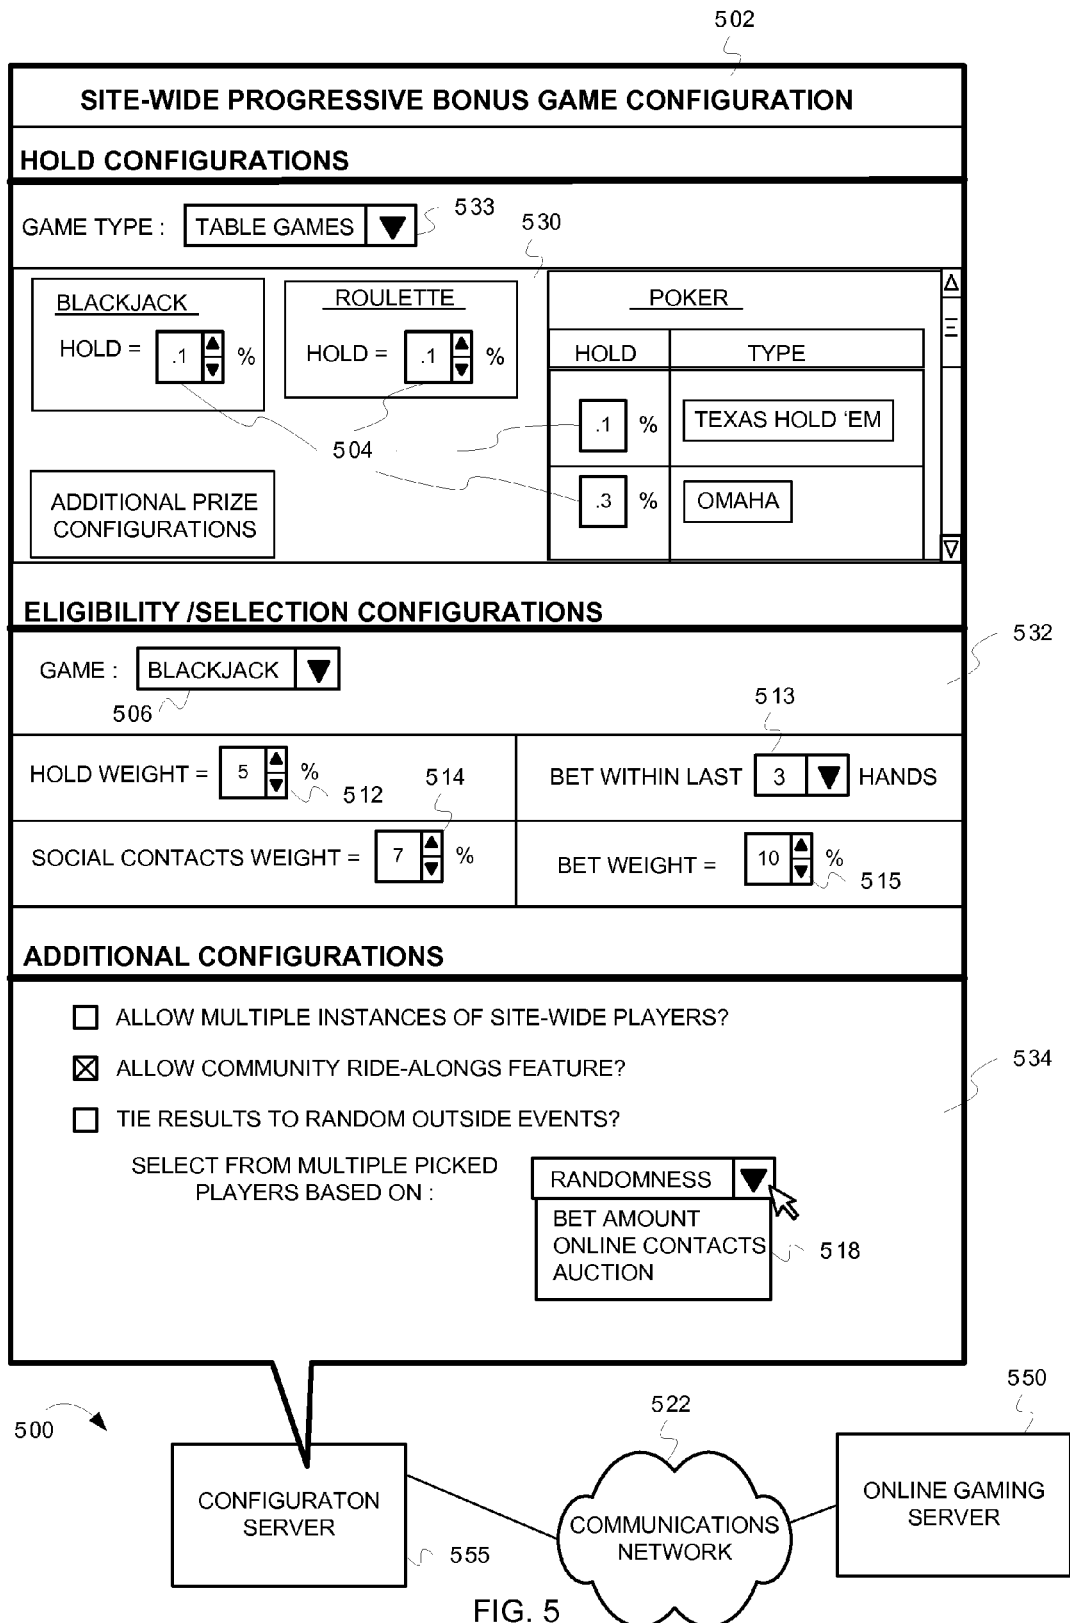 502
SITE-WIDE PROGRESSIVE BONUS GAME CONFIGURATION
HOLD CONFIGURATIONS
GAME TYPE : TABLE GAMES 533
530
BLACKJACK
HOLD = .1 %
ROULETTE
HOLD = .1 %
POKER
HOLD TYPE
.1 % TEXAS HOLD ‘EM
.3 % OMAHA
504
ADDITIONAL PRIZE
CONFIGURATIONS
ELIGIBILITY /SELECTION CONFIGURATIONS
532
GAME : BLACKJACK
506
HOLD WEIGHT = 5 %
512
513
BET WITHIN LAST 3 HANDS
514
SOCIAL CONTACTS WEIGHT = 7 %
BET WEIGHT = 10 %
515
ADDITIONAL CONFIGURATIONS
ALLOW MULTIPLE INSTANCES OF SITE-WIDE PLAYERS?
ALLOW COMMUNITY RIDE-ALONGS FEATURE?
534
TIE RESULTS TO RANDOM OUTSIDE EVENTS?
SELECT FROM MULTIPLE PICKED
PLAYERS BASED ON :
RANDOMNESS
BET AMOUNT
ONLINE CONTACTS
AUCTION
518
500
CONFIGURATON
SERVER
555
522
COMMUNICATIONS
NETWORK
550
ONLINE GAMING
SERVER
FIG. 5